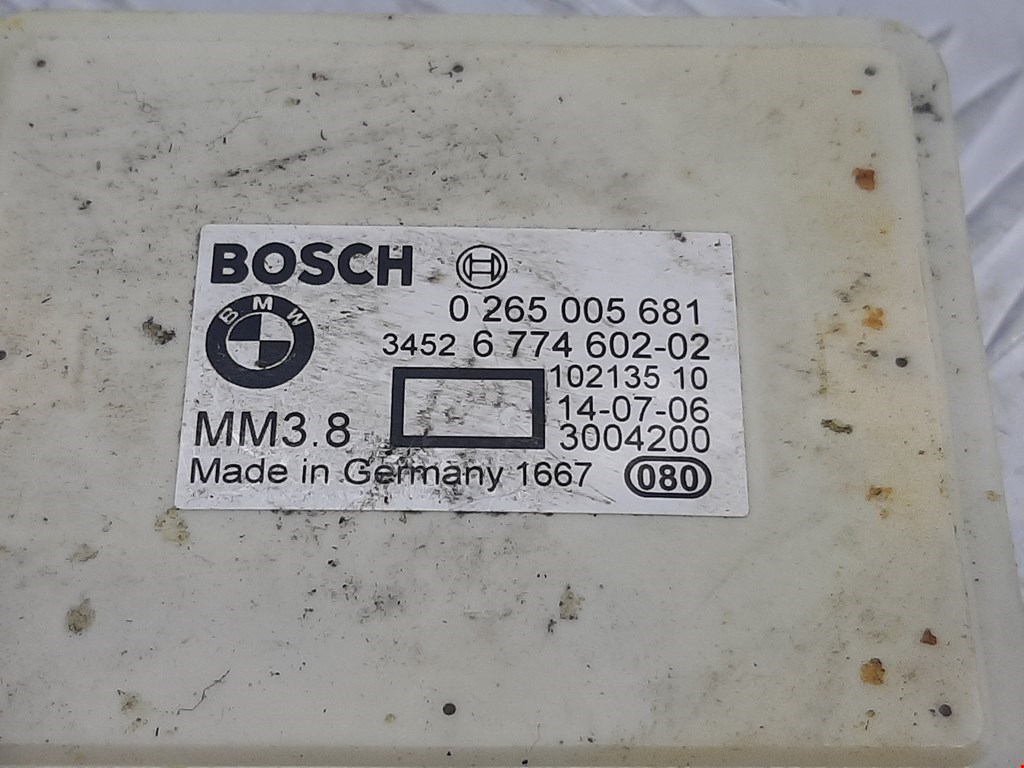 BOSCH
0 265 005 681
BMW
3452 6 774 602-02
102135 10
14-07-06
MM3.8
3004200
Made in Germany 1667
080